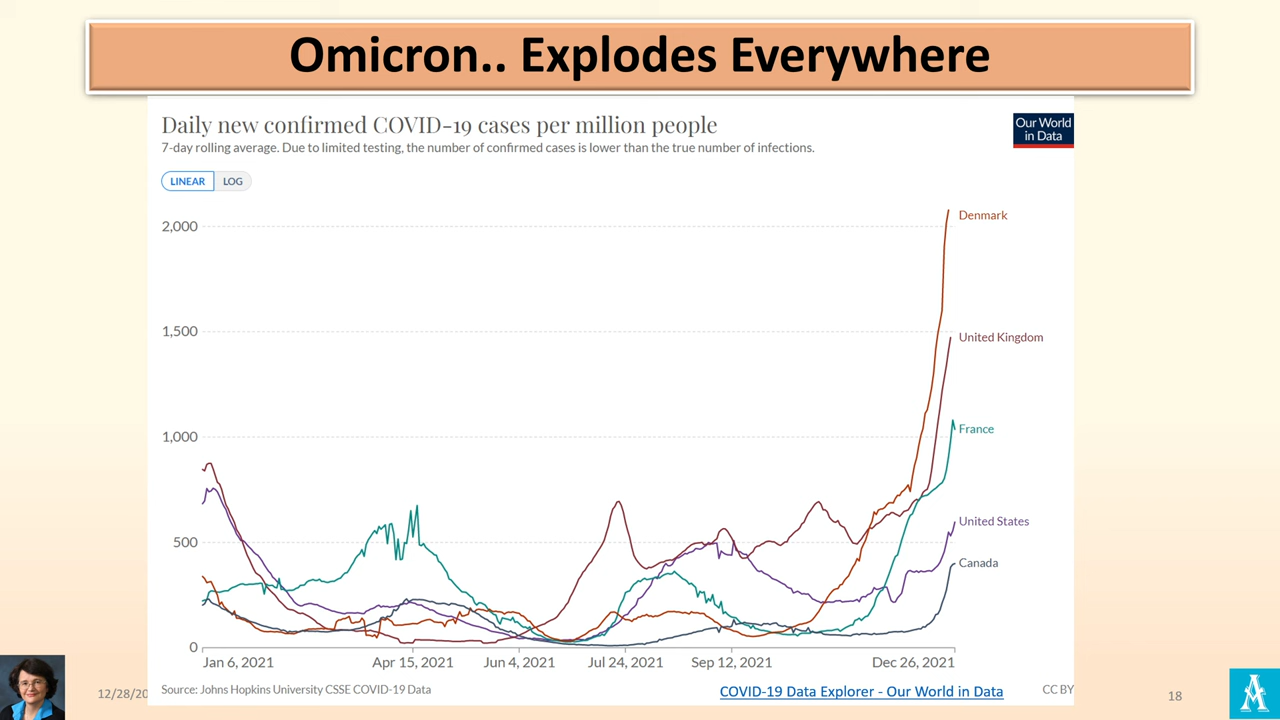 Omicron.. Explodes Everywhere
Daily new confirmed COVID-19 cases per million people
7-day rolling average. Due to limited testing, the number of confirmed cases is lower than the true number of infections.
Our World
in Data
LINEAR LOG
2,000
1,500
1,000
500
0
Denmark
United Kingdom
France
United States
Canada
Jan 6, 2021 Apr 15, 2021 Jun 4, 2021 Jul 24, 2021 Sep 12, 2021 Dec 26, 2021
12/28/20
Source: Johns Hopkins University CSSE COVID-19 Data
COVID-19 Data Explorer - Our World in Data
CC BY
18